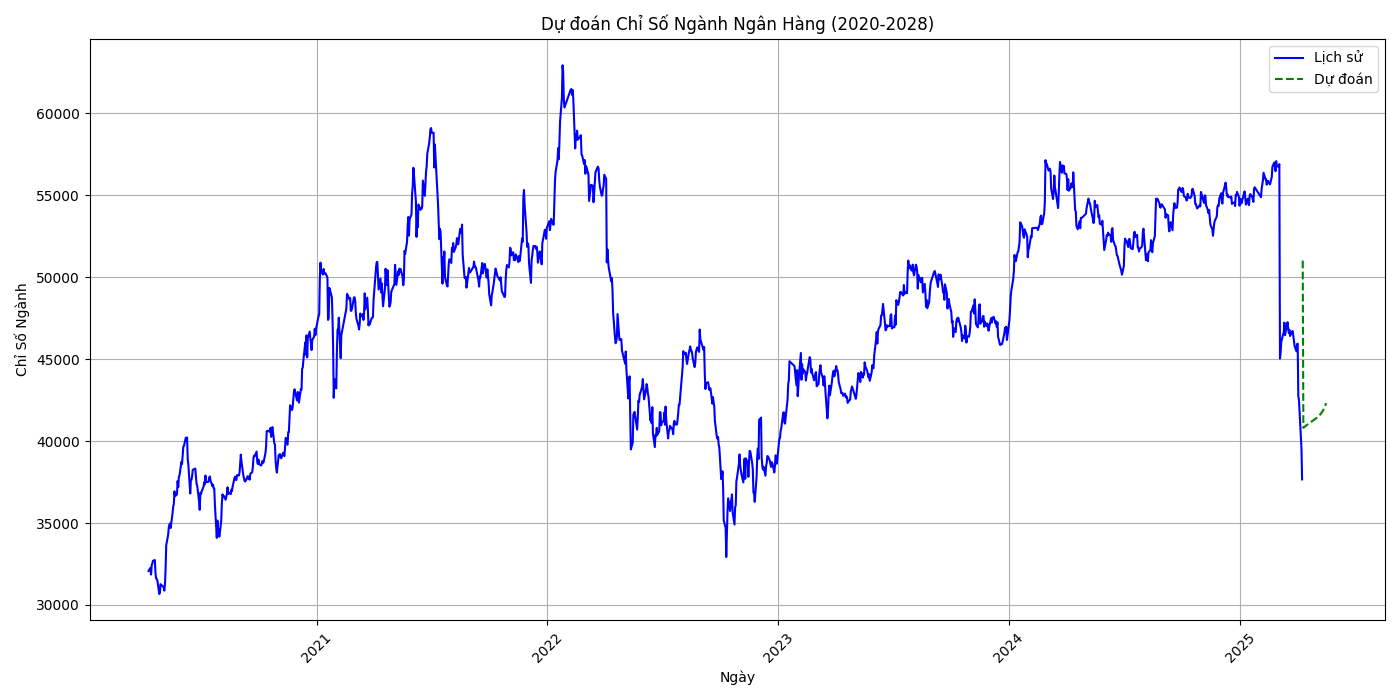 Dự đoán Chỉ Số Ngành Ngân Hàng (2020-2028)
Lịch sử
Dự đoán
Chỉ Số Ngành
60000
55000
50000
45000
40000
35000
30000
2021
2022
2023
2024
2025
Ngày